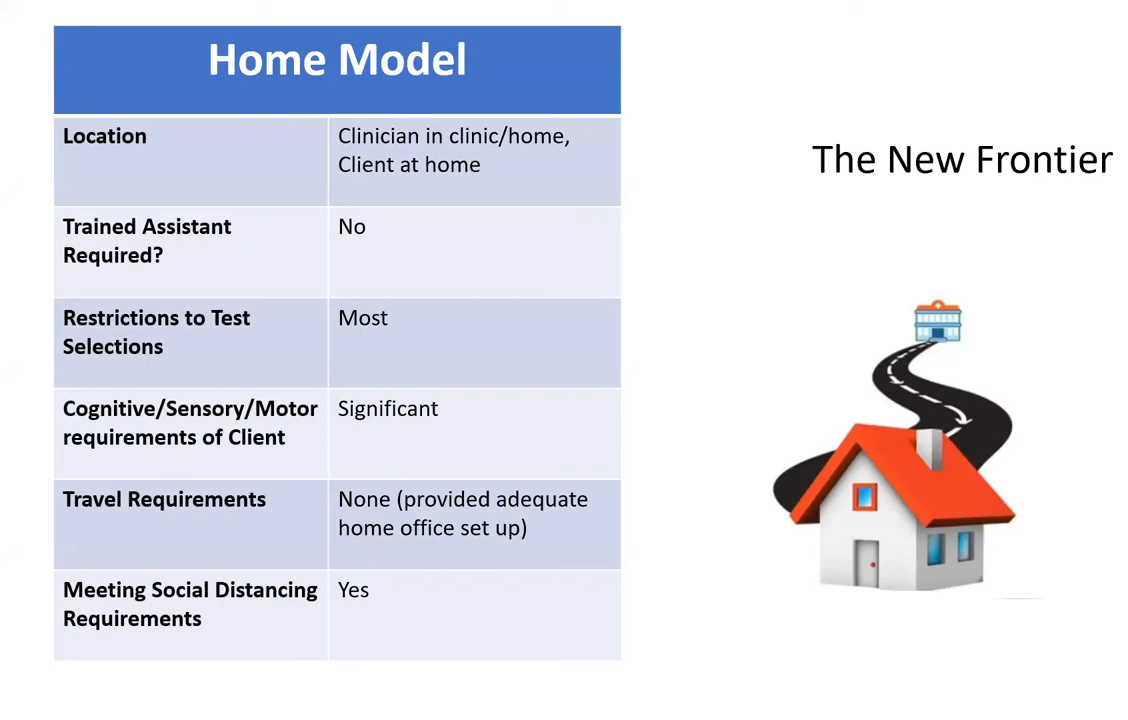 Home Model
Location
Clinician in clinic/home,
Client at home
Trained Assistant
Required?
No
Restrictions to Test
Selections
Most
Cognitive/Sensory/Motor
requirements of Client
Significant
Travel Requirements
None (provided adequate
home office set up)
Meeting Social Distancing
Requirements
Yes
The New Frontier